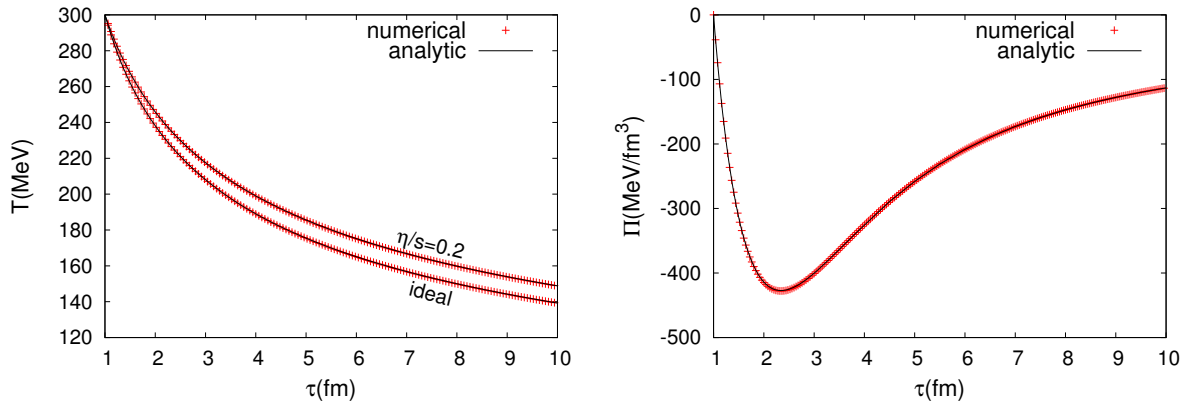 T(MeV)
300
280
260
240
220
200
180
160
140
120
numerical
analytic
η/s=0.2
ideal
1 2 3 4 5 6 7 8 9 10
τ(fm)
Π(MeV/fm³)
0
-100
-200
-300
-400
-500
numerical
analytic
1 2 3 4 5 6 7 8 9 10
τ(fm)